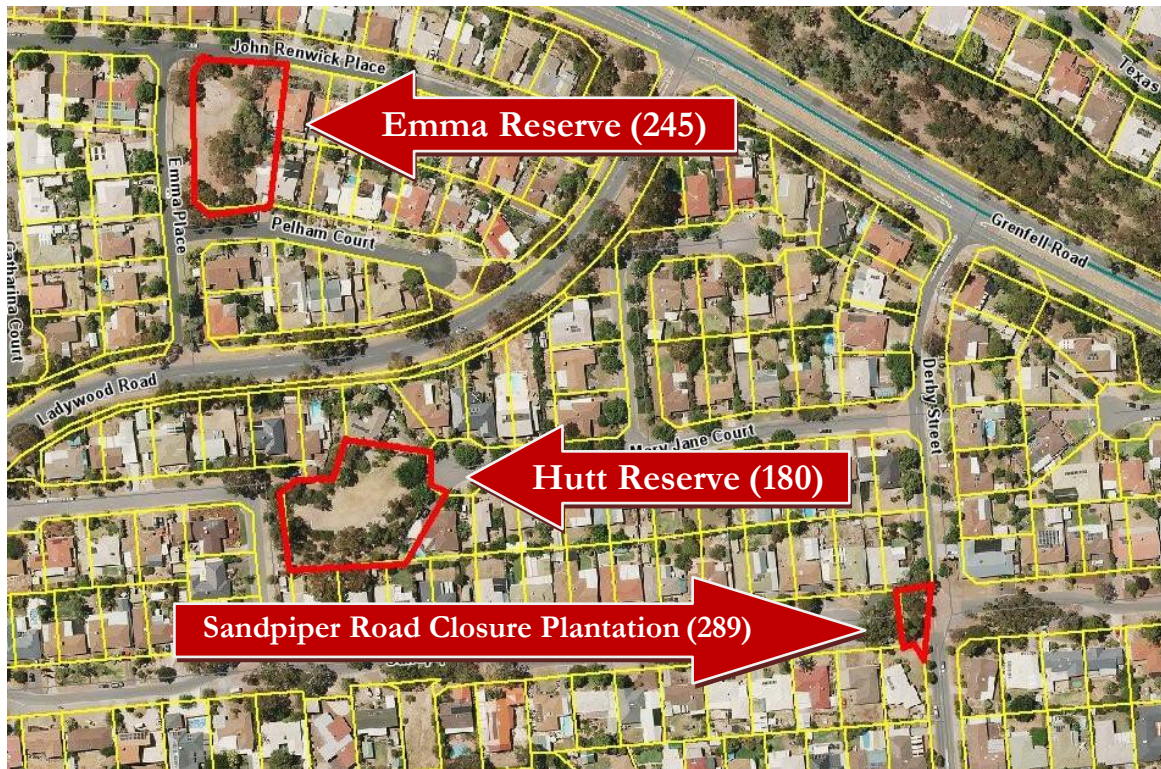 John Renwick Place
Texas
Emma Reserve (245)
Emma Place
Pelham Court
Grenfell Road
Catharina Court
Ladywood Road
Derby Street
Mary Jane Court
Hutt Reserve (180)
Sandpiper Road Closure Plantation (289)